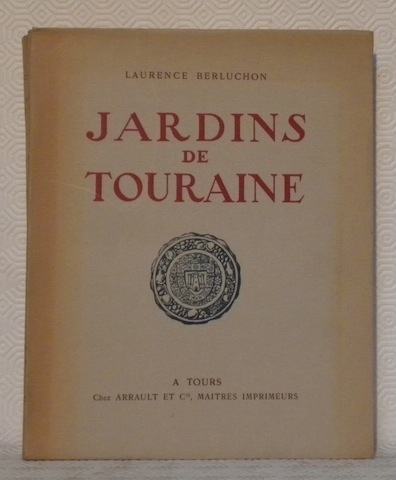 LAURENCE BERLUCHON
JARDINS
DE
TOURAINE
A TOURS
Chez ARRAULT ET Cie, MAITRES IMPRIMEURS